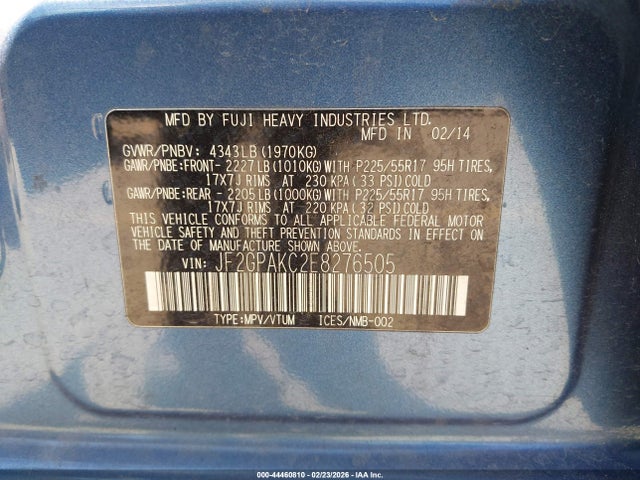 MFD BY FUJI HEAVY INDUSTRIES LTD.
MFD IN 02/14
GVWR/PNBV: 4343LB(1970KG)
GAWR/PNBE:FRONT- 2227LB(1010KG)WITH P225/55R17 95H TIRES,
17X7J RIMS AT 230 KPA(33 PSI)COLD
GAWR/PNBE:REAR - 2205LB(1000KG)WITH P225/55R17 95H TIRES,
17X7J RIMS AT 220 KPA(32 PSI)COLD
THIS VEHICLE CONFORMS TO ALL APPLICABLE FEDERAL MOTOR
VEHICLE SAFETY AND THEFT PREVENTION STANDARDS IN EFFECT
ON THE DATE OF MANUFACTURE SHOWN ABOVE.
VIN: JF2GPAKC2E8276505
TYPE:MPV/VTUM ICES/NMB-002
000-44460810 - 02/23/2026 - COPYRIGHT IAA, LLC